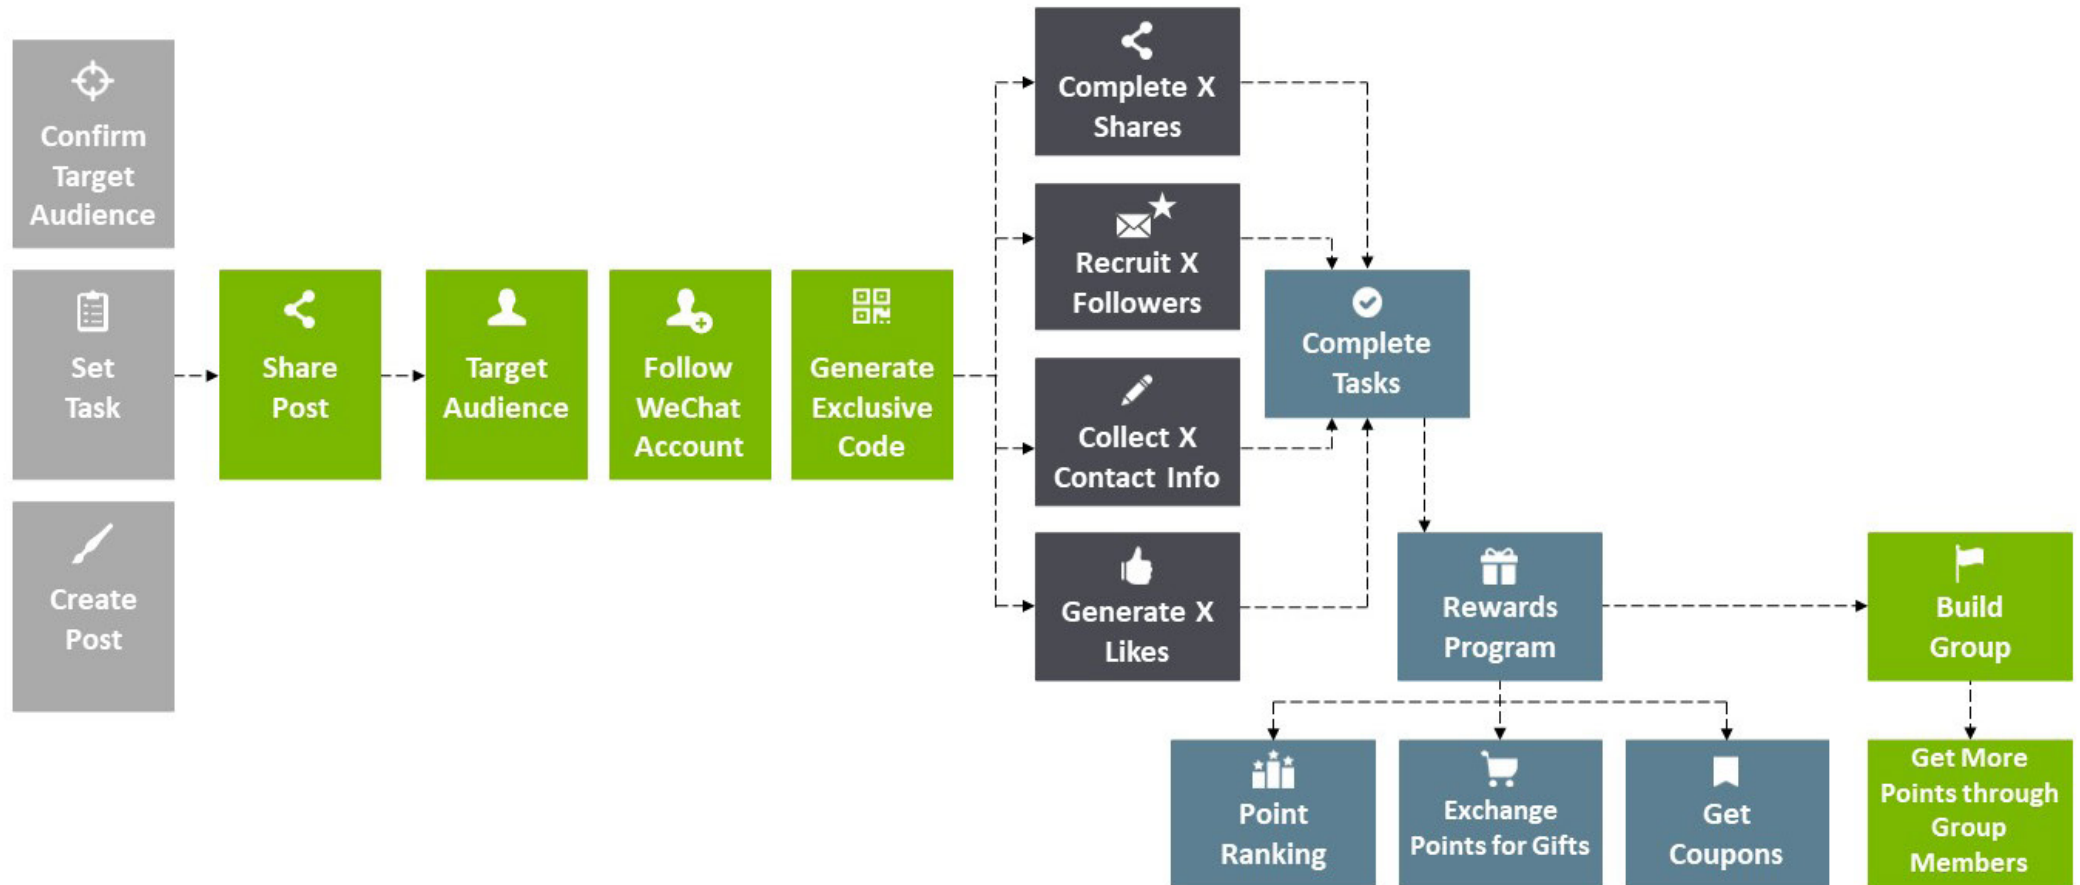 Confirm
Target
Audience
Set
Task
Create
Post
Share
Post
Target
Audience
Follow
WeChat
Account
Generate
Exclusive
Code
Complete X
Shares
Recruit X
Followers
Collect X
Contact Info
Generate X
Likes
Complete
Tasks
Rewards
Program
Build
Group
Point
Ranking
Exchange
Points for Gifts
Get
Coupons
Get More
Points through
Group
Members